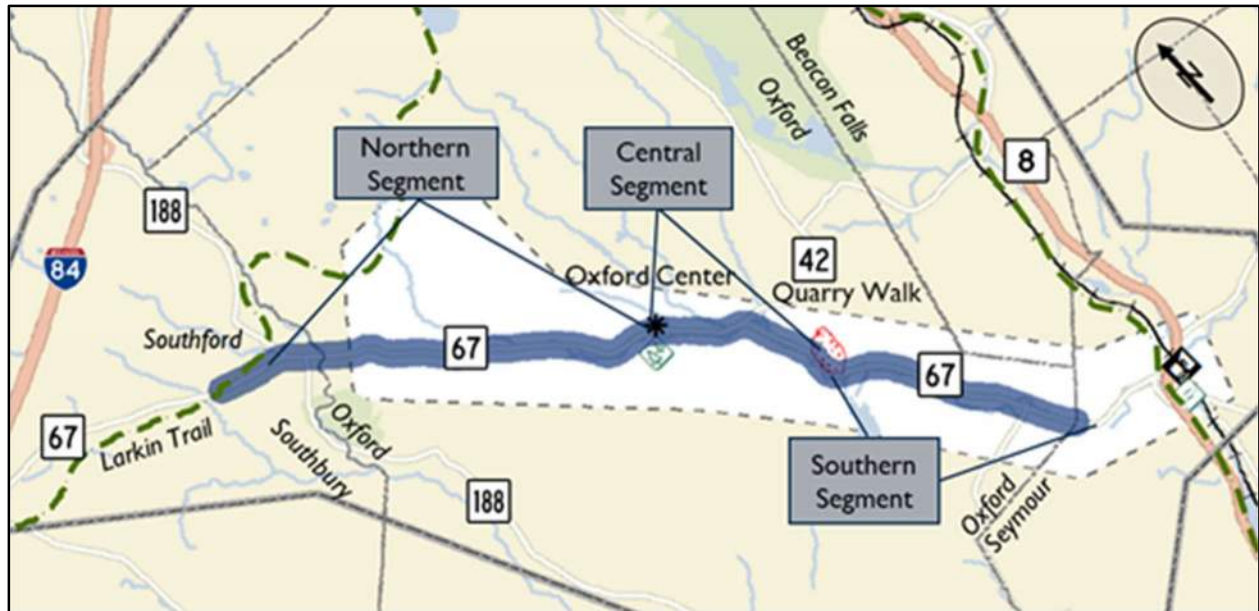 Northern
Segment
Central
Segment
Beacon Falls
Oxford
N
8
188
84
42
Oxford Center
Quarry Walk
Southford
67
67
67
Larkin Trail
Oxford
Southbury
188
Southern
Segment
Oxford
Seymour